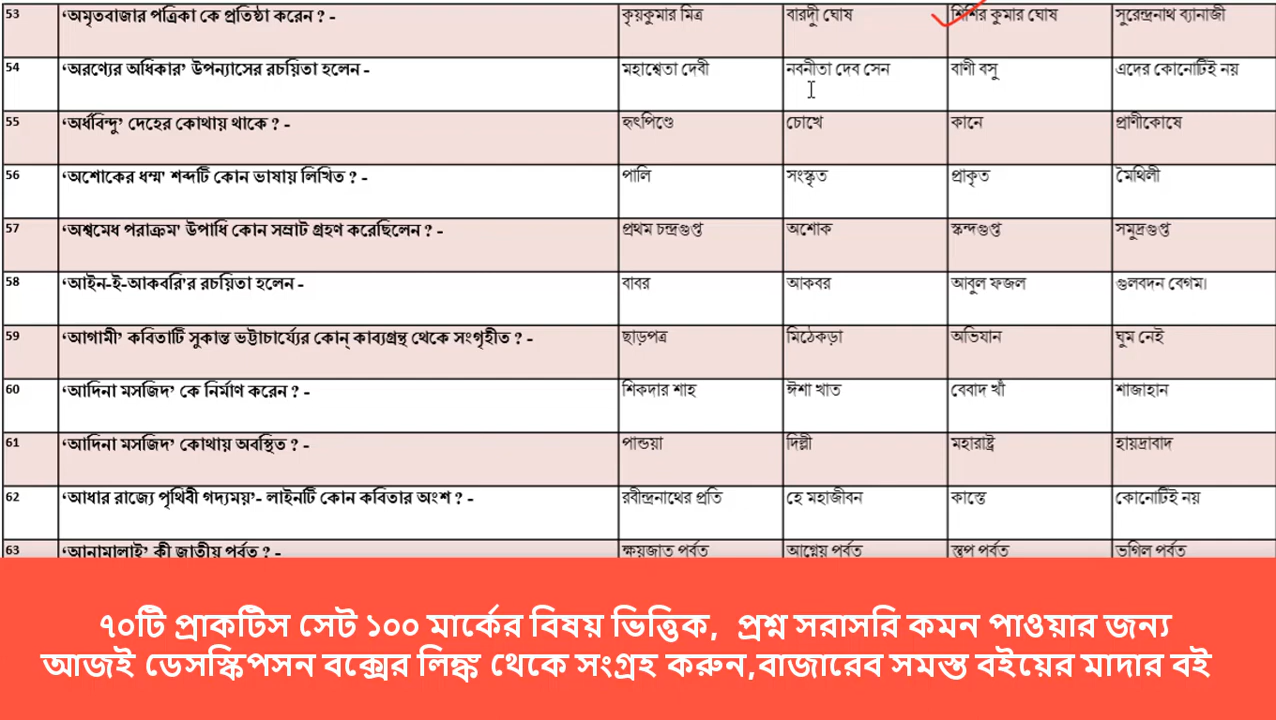 53 ‘অমৃতবাজার পত্রিকা কে প্রতিষ্ঠা করেন ? - কৃয়কুমার মিত্র বারদ্রী ঘোষ শিশির কুমার ঘোষ সুরেন্দ্রনাথ ব্যানাজী
54 ‘অরণ্যের অধিকার’ উপন্যাসের রচয়িতা হলেন - মহাশ্বেতা দেবী নবনীতা দেব সেন বাণী বসু এদের কোনোটিই নয়
55 ‘অর্ধবিন্দু’ দেহের কোথায় থাকে ? - হৃৎপিণ্ডে চোখে কানে প্রাণীকোষে
56 ‘অশোকের ধম্ম' শব্দটি কোন ভাষায় লিখিত ? - পালি সংস্কৃত প্রাকৃত মৈথিলী
57 ‘অশ্বমেধ পরাক্রম' উপাধি কোন সম্রাট গ্রহণ করেছিলেন ? - প্রথম চন্দ্রগুপ্ত অশোক স্কন্দগুপ্ত সমুদ্রগুপ্ত
58 ‘আইন-ই-আকবরি'র রচয়িতা হলেন - বাবর আকবর আবুল ফজল গুলবদন বেগম।
59 ‘আগামী’ কবিতাটি সুকান্ত ভট্টাচার্য্যের কোন্ কাব্যগ্রন্থ থেকে সংগৃহীত ? - ছাড়পত্র মিঠেকড়া অভিযান ঘুম নেই
60 ‘আদিনা মসজিদ’ কে নির্মাণ করেন ? - শিকদার শাহ ঈশা খাত বেবাদ খাঁ শাজাহান
61 ‘আদিনা মসজিদ’ কোথায় অবস্থিত ? - পান্ডয়া দিল্লী মহারাষ্ট্র হায়দ্রাবাদ
62 ‘আধার রাজ্যে পৃথিবী গদ্যময়’- লাইনটি কোন কবিতার অংশ ? - রবীন্দ্রনাথের প্রতি হে মহাজীবন কাস্তে কোনোটিই নয়
63 ‘আনামালাই’ কী জাতীয় পর্বত ? - ক্ষয়জাত পর্বত আগ্নেয় পর্বত স্তূপ পর্বত ভগিল পর্বত
৭০টি প্রাকটিস সেট ১০০ মার্কের বিষয় ভিত্তিক, প্রশ্ন সরাসরি কমন পাওয়ার জন্য
আজই ডেসস্কিপসন বক্সের লিঙ্ক থেকে সংগ্রহ করুন,বাজারেব সমস্ত বইয়ের মাদার বই